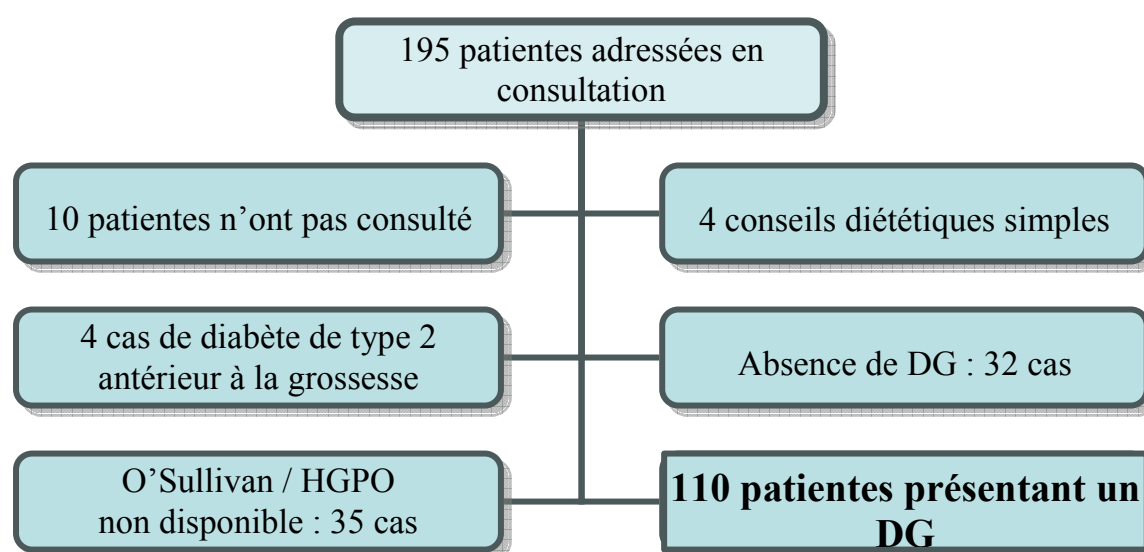 195 patientes adressées en
consultation
10 patientes n’ont pas consulté
4 conseils diététiques simples
4 cas de diabète de type 2
antérieur à la grossesse
Absence de DG : 32 cas
O’Sullivan / HGPO
non disponible : 35 cas
110 patientes présentant un
DG